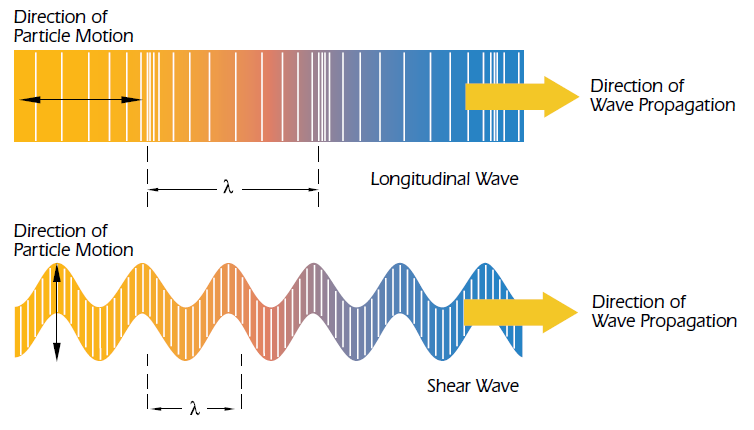 Direction of
Particle Motion
Direction of
Wave Propagation
λ
Longitudinal Wave
Direction of
Particle Motion
Direction of
Wave Propagation
Shear Wave
λ